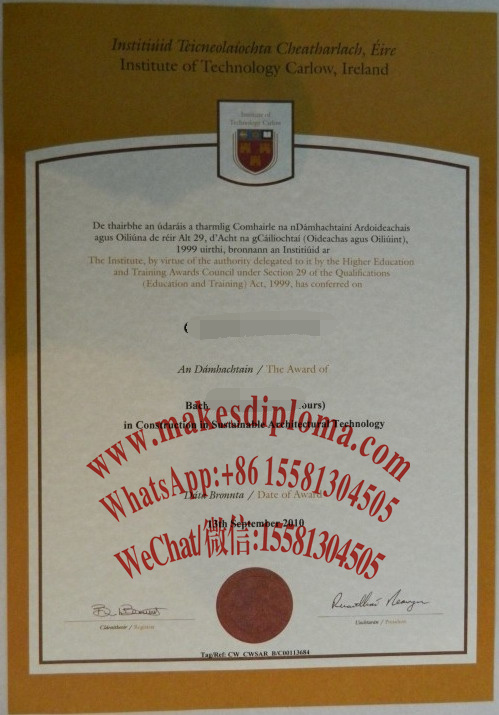 Institiúid Teicneolaíochta Cheatharlach, Éire
Institute of Technology Carlow, Ireland
Institute of
Technology Carlow
De thairbhe an údaráis a tharmlig Comhairle na nDámhachtaíní Ardoideachais
agus Oiliúna de réir Alt 29, d'Acht na gCáilíochtaí (Oideachas agus Oiliúint),
1999 uirthi, bronnann an Institiúid ar
The Institute, by virtue of the authority delegated to it by the Higher Education
and Training Awards Council under Section 29 of the Qualifications
(Education and Training) Act, 1999, has conferred on
An Dámhachtain / The Award of
Bach ours)
in Construction in Sustainable Architectural Technology
www.makesdiploma.com
WhatsApp:+86 15581304505
Dáta Bronnta / Date of Award
13th September 2010
WeChat/微信:15581304505
Cláraitheoir / Registrar
Uachtarán / President
Tag/Ref: CW_CWSAR_B/C00113684